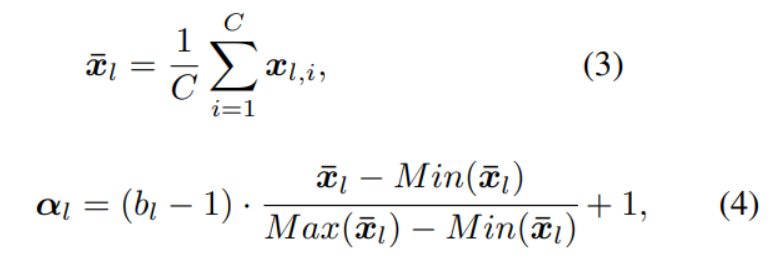 $\bar{\boldsymbol{x}}_l = \frac{1}{C} \sum_{i=1}^{C} \boldsymbol{x}_{l,i},$ (3)
$\boldsymbol{\alpha}_l = (b_l - 1) \cdot \frac{\bar{\boldsymbol{x}}_l - Min(\bar{\boldsymbol{x}}_l)}{Max(\bar{\boldsymbol{x}}_l) - Min(\bar{\boldsymbol{x}}_l)} + 1,$ (4)